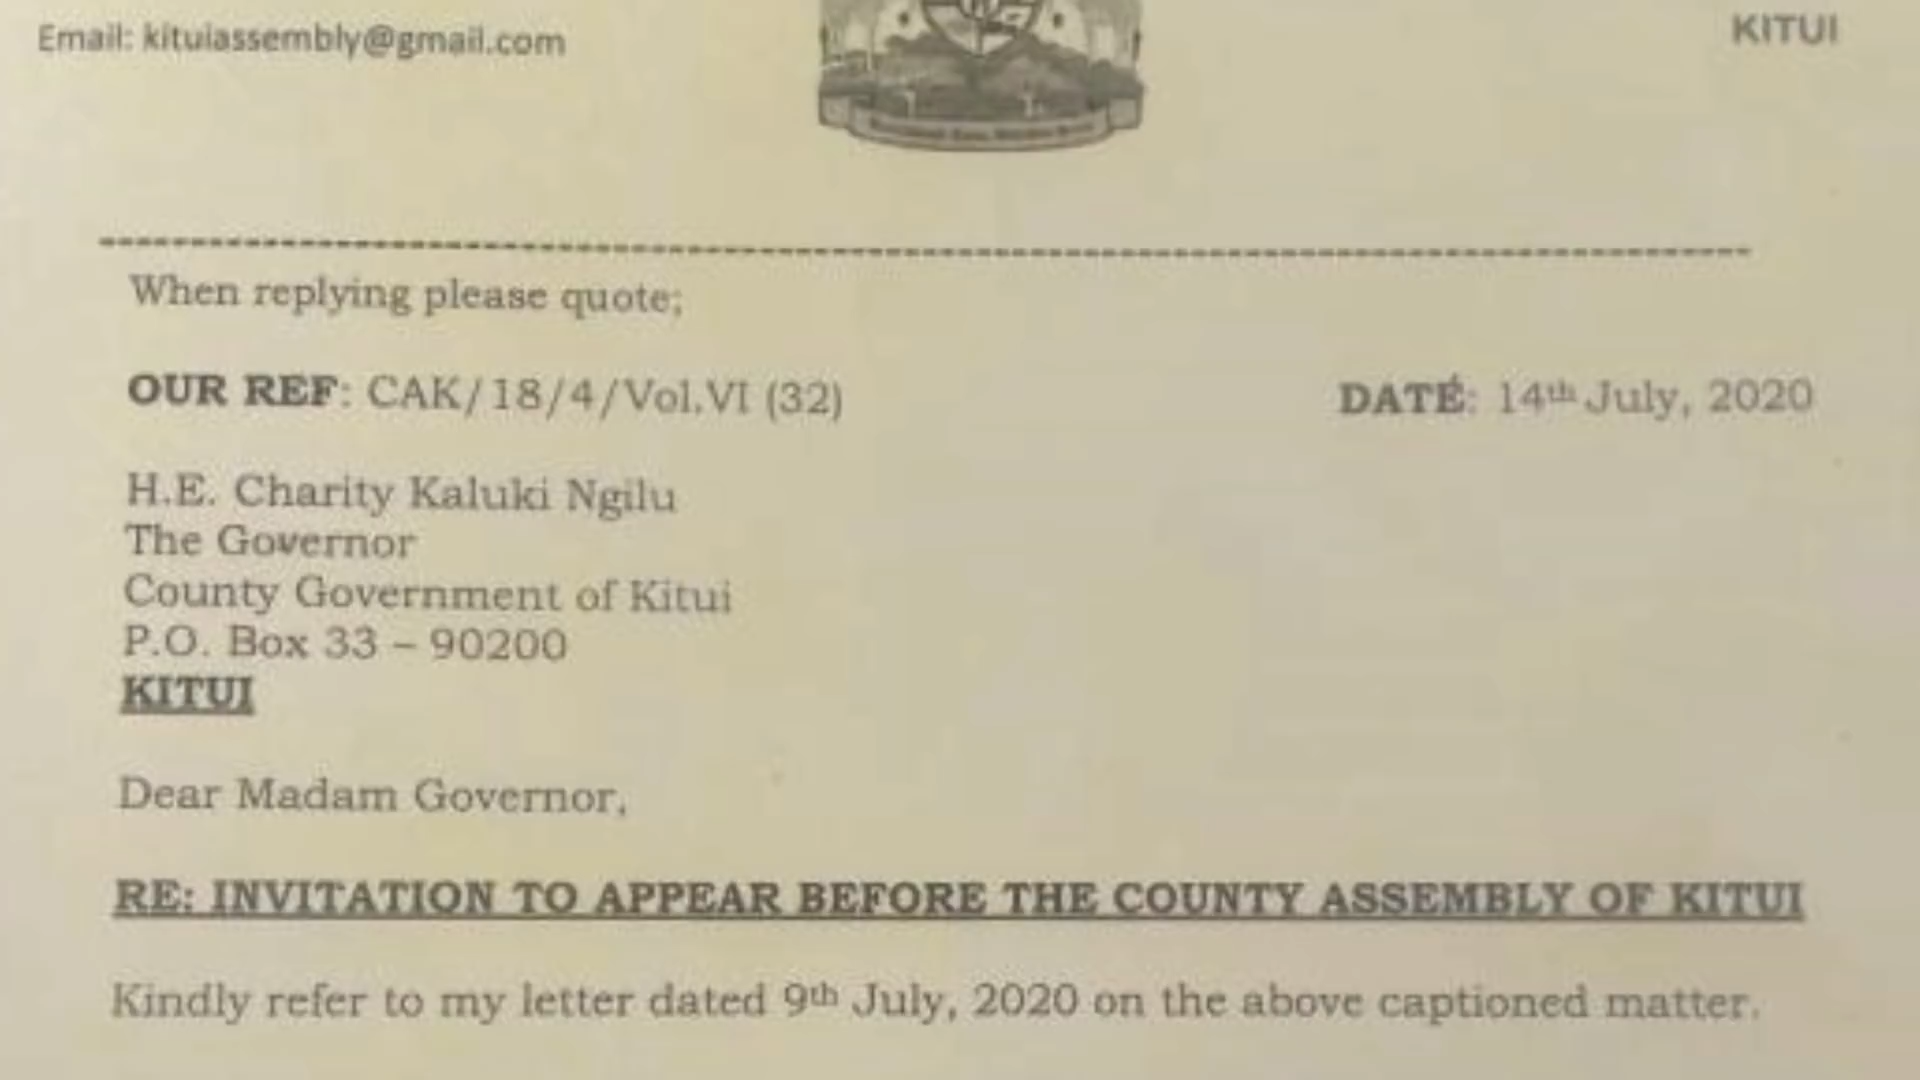 Email: kituiassembly@gmail.com
KITUI
When replying please quote;
OUR REF: CAK/18/4/Vol.VI (32)
DATE: 14th July, 2020
H.E. Charity Kaluki Ngilu
The Governor
County Government of Kitui
P.O. Box 33 – 90200
KITUI
Dear Madam Governor,
RE: INVITATION TO APPEAR BEFORE THE COUNTY ASSEMBLY OF KITUI
Kindly refer to my letter dated 9th July, 2020 on the above captioned matter.